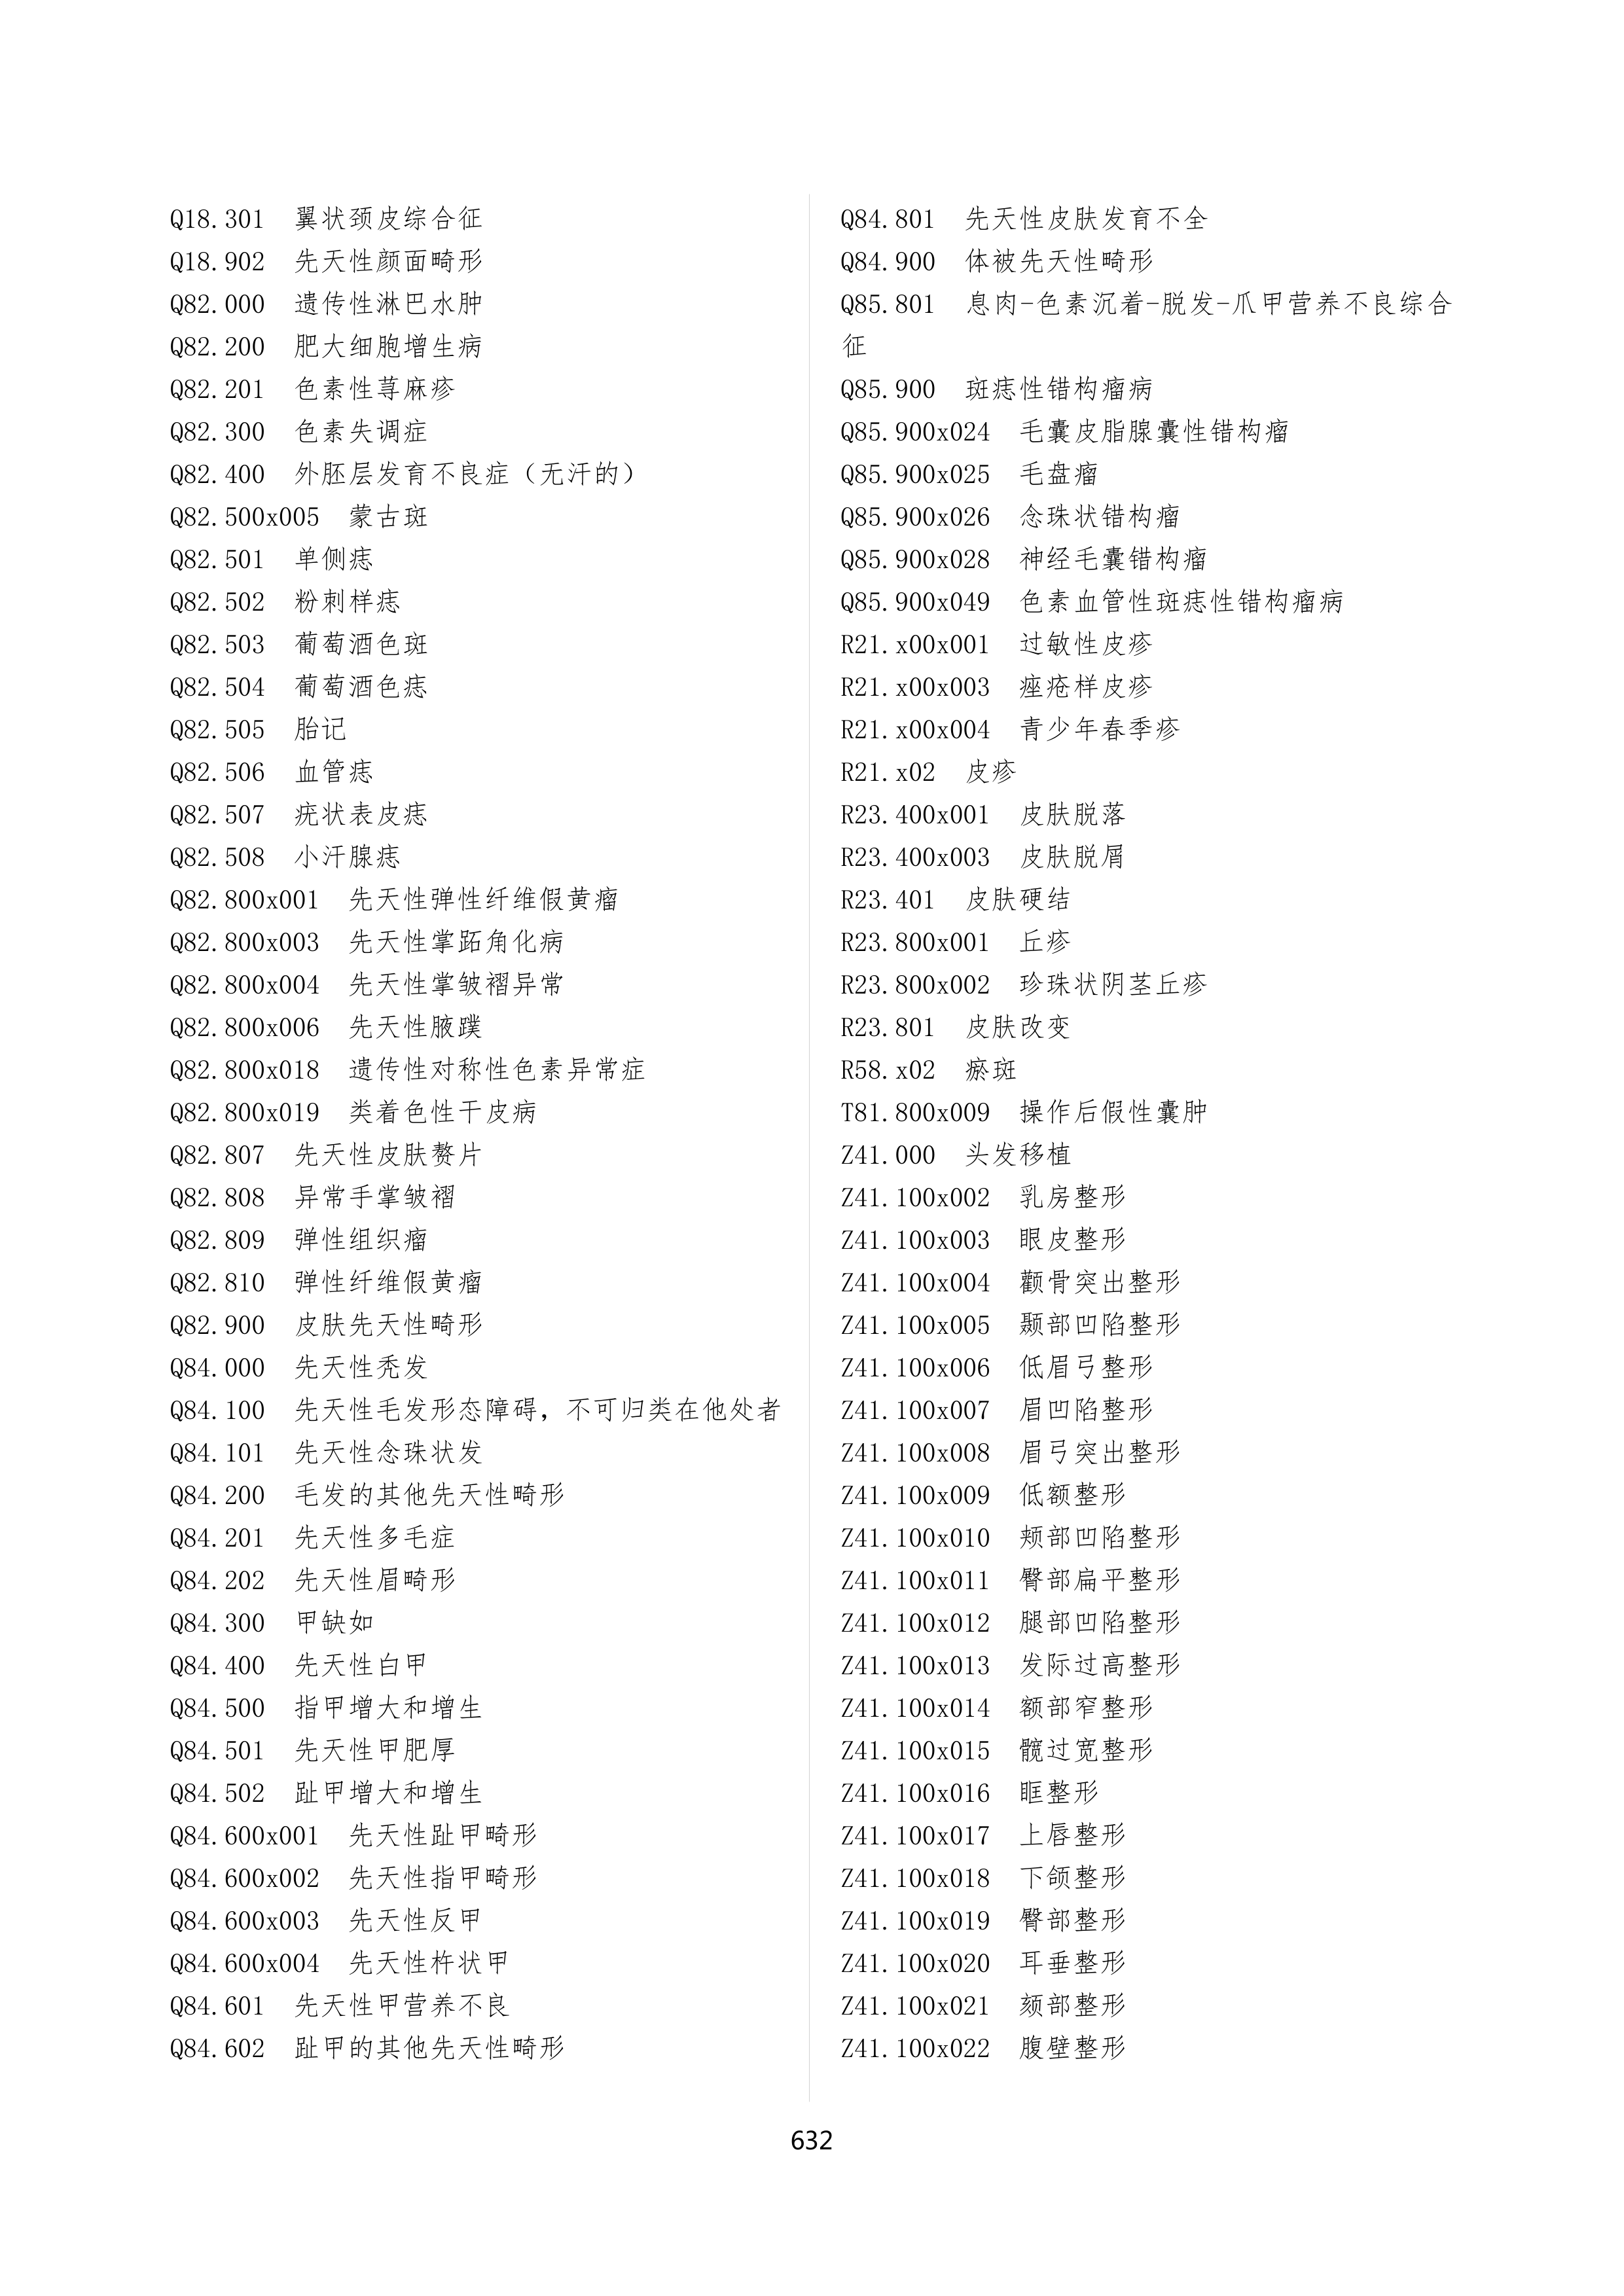 Q18.301 翼状颈皮综合征
Q18.902 先天性颜面畸形
Q82.000 遗传性淋巴水肿
Q82.200 肥大细胞增生病
Q82.201 色素性荨麻疹
Q82.300 色素失调症
Q82.400 外胚层发育不良症（无汗的）
Q82.500x005 蒙古斑
Q82.501 单侧痣
Q82.502 粉刺样痣
Q82.503 葡萄酒色斑
Q82.504 葡萄酒色痣
Q82.505 胎记
Q82.506 血管痣
Q82.507 疣状表皮痣
Q82.508 小汗腺痣
Q82.800x001 先天性弹性纤维假黄瘤
Q82.800x003 先天性掌跖角化病
Q82.800x004 先天性掌皱褶异常
Q82.800x006 先天性腋蹼
Q82.800x018 遗传性对称性色素异常症
Q82.800x019 类着色性干皮病
Q82.807 先天性皮肤赘片
Q82.808 异常手掌皱褶
Q82.809 弹性组织瘤
Q82.810 弹性纤维假黄瘤
Q82.900 皮肤先天性畸形
Q84.000 先天性秃发
Q84.100 先天性毛发形态障碍，不可归类在他处者
Q84.101 先天性念珠状发
Q84.200 毛发的其他先天性畸形
Q84.201 先天性多毛症
Q84.202 先天性眉畸形
Q84.300 甲缺如
Q84.400 先天性白甲
Q84.500 指甲增大和增生
Q84.501 先天性甲肥厚
Q84.502 趾甲增大和增生
Q84.600x001 先天性趾甲畸形
Q84.600x002 先天性指甲畸形
Q84.600x003 先天性反甲
Q84.600x004 先天性杵状甲
Q84.601 先天性甲营养不良
Q84.602 趾甲的其他先天性畸形
Q84.801 先天性皮肤发育不全
Q84.900 体被先天性畸形
Q85.801 息肉-色素沉着-脱发-爪甲营养不良综合
征
Q85.900 斑痣性错构瘤病
Q85.900x024 毛囊皮脂腺囊性错构瘤
Q85.900x025 毛盘瘤
Q85.900x026 念珠状错构瘤
Q85.900x028 神经毛囊错构瘤
Q85.900x049 色素血管性斑痣性错构瘤病
R21.x00x001 过敏性皮疹
R21.x00x003 痤疮样皮疹
R21.x00x004 青少年春季疹
R21.x02 皮疹
R23.400x001 皮肤脱落
R23.400x003 皮肤脱屑
R23.401 皮肤硬结
R23.800x001 丘疹
R23.800x002 珍珠状阴茎丘疹
R23.801 皮肤改变
R58.x02 瘀斑
T81.800x009 操作后假性囊肿
Z41.000 头发移植
Z41.100x002 乳房整形
Z41.100x003 眼皮整形
Z41.100x004 颧骨突出整形
Z41.100x005 颞部凹陷整形
Z41.100x006 低眉弓整形
Z41.100x007 眉凹陷整形
Z41.100x008 眉弓突出整形
Z41.100x009 低额整形
Z41.100x010 颊部凹陷整形
Z41.100x011 臀部扁平整形
Z41.100x012 腿部凹陷整形
Z41.100x013 发际过高整形
Z41.100x014 额部窄整形
Z41.100x015 髋过宽整形
Z41.100x016 眶整形
Z41.100x017 上唇整形
Z41.100x018 下颌整形
Z41.100x019 臀部整形
Z41.100x020 耳垂整形
Z41.100x021 颏部整形
Z41.100x022 腹壁整形
632